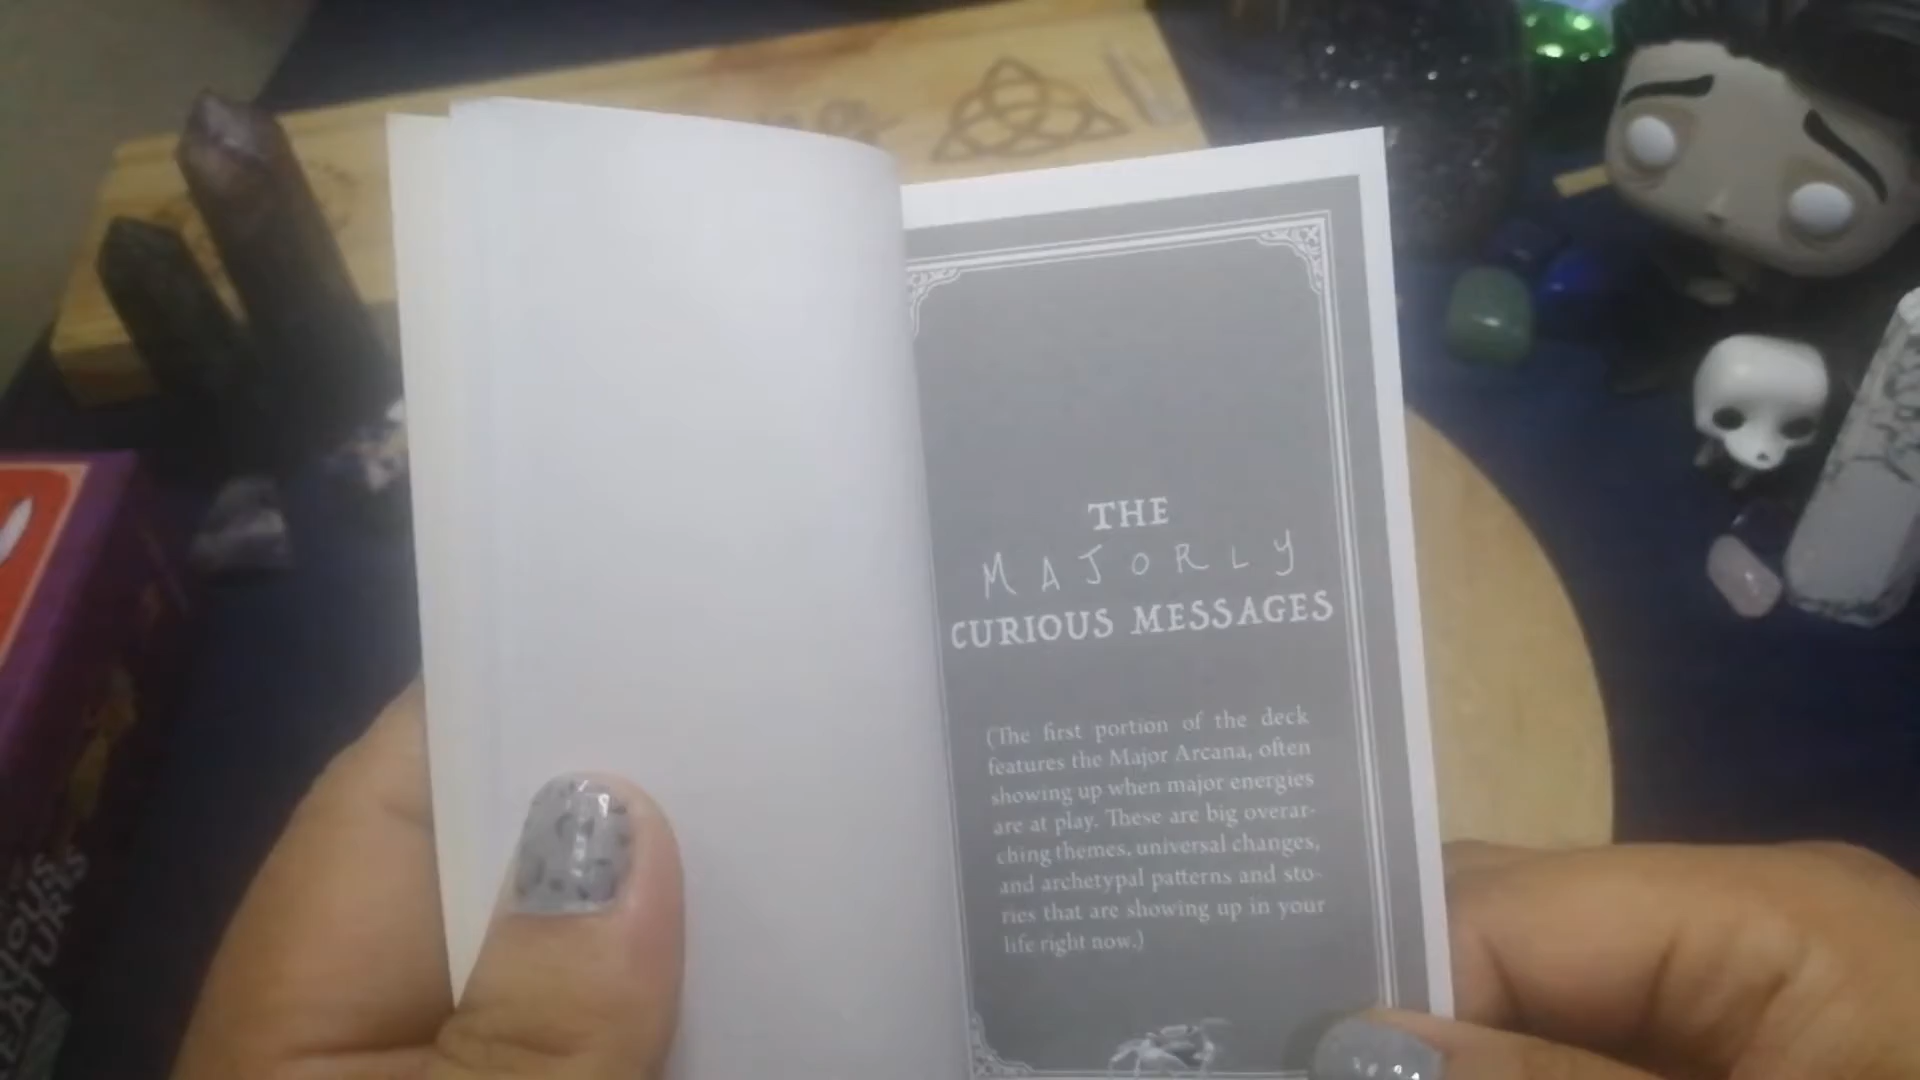 THE
MAJORLY
CURIOUS MESSAGES
(The first portion of the deck
features the Major Arcana, often
showing up when major energies
are at play. These are big overar-
ching themes, universal changes,
and archetypal patterns and sto-
ries that are showing up in your
life right now.)